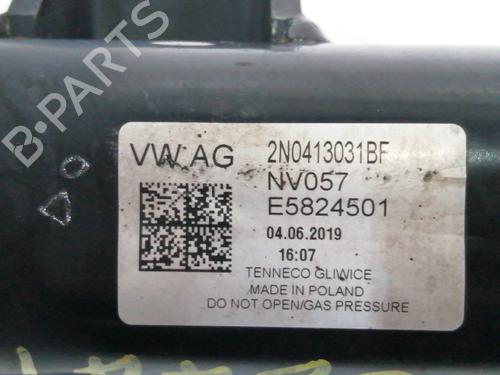 VW AG
2N0413031BF
NV057
E5824501
04.06.2019
16:07
TENNECO GLIWICE
MADE IN POLAND
DO NOT OPEN/GAS PRESSURE
B-PARTS